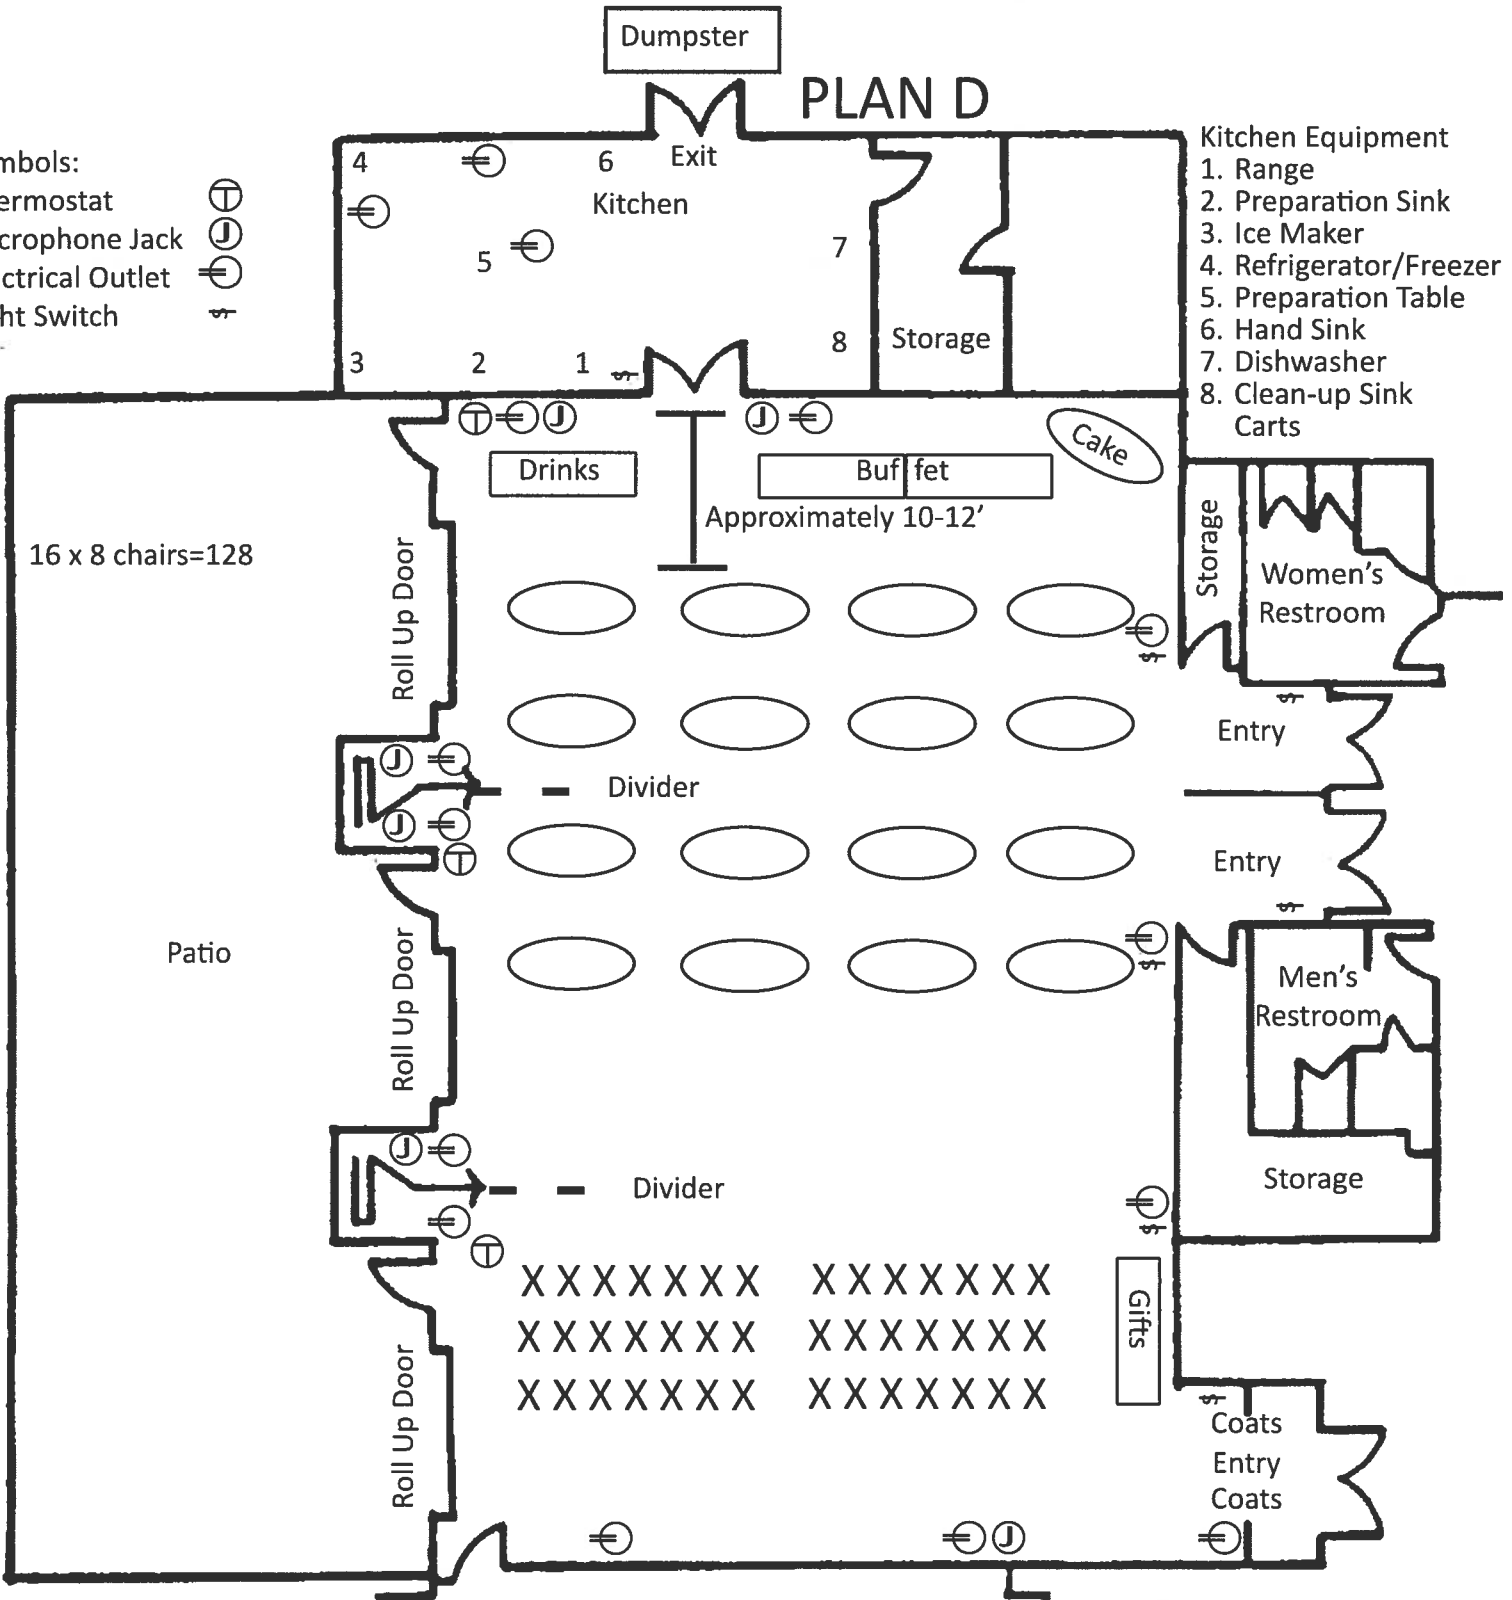 Dumpster
PLAN D
mbols:
ermostat T
crophone Jack J
ctrical Outlet
ht Switch $
Kitchen Equipment
1. Range
2. Preparation Sink
3. Ice Maker
4. Refrigerator/Freezer
5. Preparation Table
6. Hand Sink
7. Dishwasher
8. Clean-up Sink
Carts
4
6
Exit
Kitchen
5
7
3
2
1
$
8
Storage
T
J
J
Drinks
Buffet
Cake
Approximately 10-12’
16 x 8 chairs=128
Roll Up Door
Storage
Women’s
Restroom
$
$
Entry
J
Divider
J
T
Entry
$
Patio
Roll Up Door
$
Men’s
Restroom
J
Divider
Storage
$
T
X X X X X X X X X X X X X X
X X X X X X X X X X X X X X
X X X X X X X X X X X X X X
Gifts
Roll Up Door
$
Coats
Entry
Coats
J